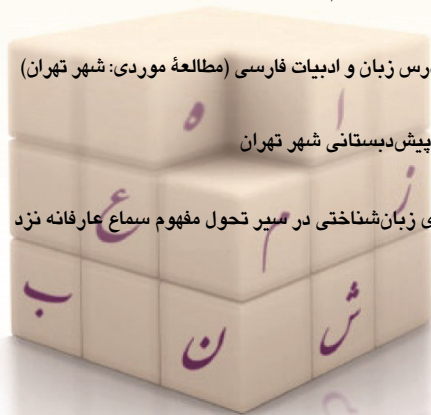 رس زبان و ادبیات فارسی (مطالعهٔ موردی: شهر تهران)
ه ا
پیش‌دبستانی شهر تهران
ع م ز
ی زبان‌شناختی در سیر تحول مفهوم سماع عارفانه نزد
ب ن ش